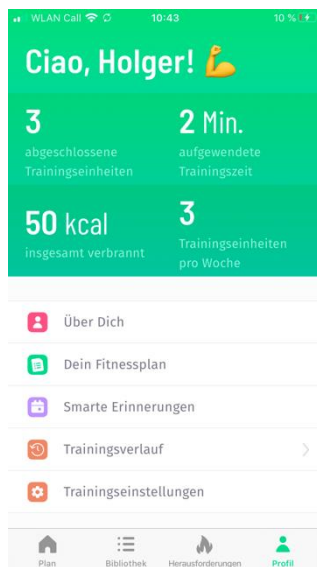 WLAN Call 10:43 10 %
Ciao, Holger!
3
abgeschlossene
Trainingseinheiten
2 Min.
aufgewendete
Trainingszeit
50 kcal
insgesamt verbrannt
3
Trainingseinheiten
pro Woche
Über Dich
Dein Fitnessplan
Smarte Erinnerungen
Trainingsverlauf
Trainingseinstellungen
Plan Bibliothek Herausforderungen Profil